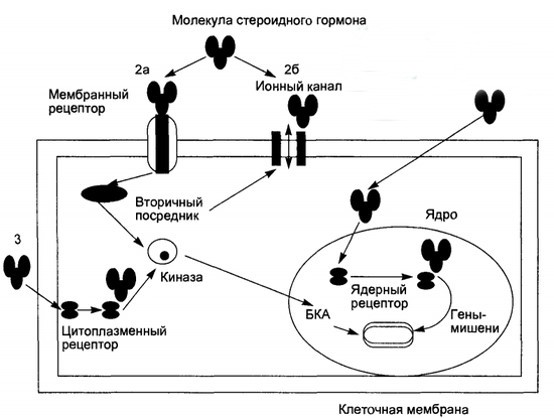 Молекула стероидного гормона
2а
2б
Мембранный
рецептор
Ионный канал
Вторичный
посредник
Ядро
3
Киназа
Цитоплазменный
рецептор
Ядерный
рецептор
БКА
Гены-
мишени
Клеточная мембрана